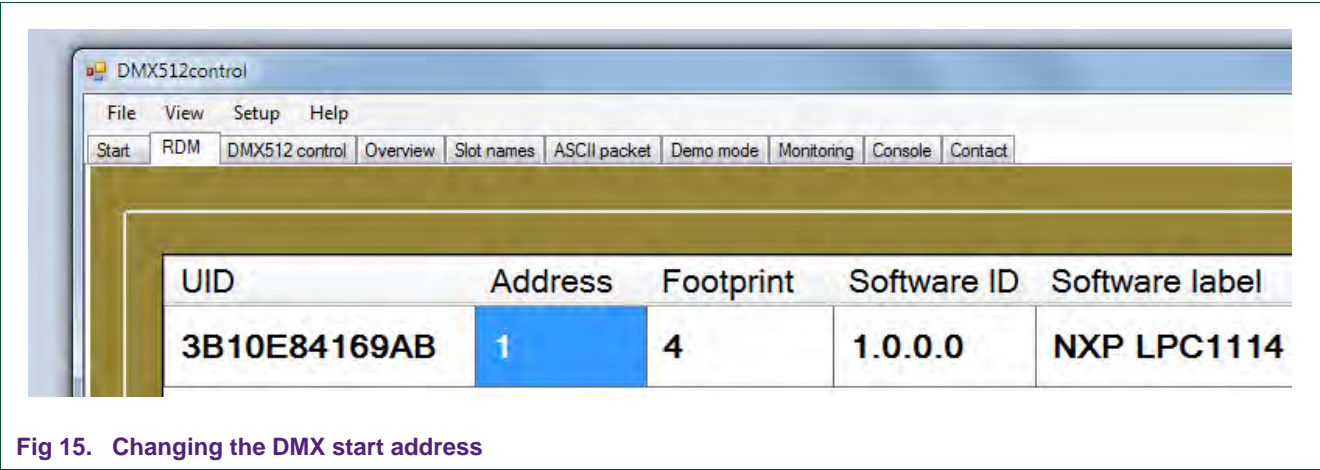 DMX512control
File View Setup Help
Start RDM DMX512 control Overview Slot names ASCII packet Demo mode Monitoring Console Contact
UID Address Footprint Software ID Software label
3B10E84169AB 1 4 1.0.0.0 NXP LPC1114
Fig 15. Changing the DMX start address